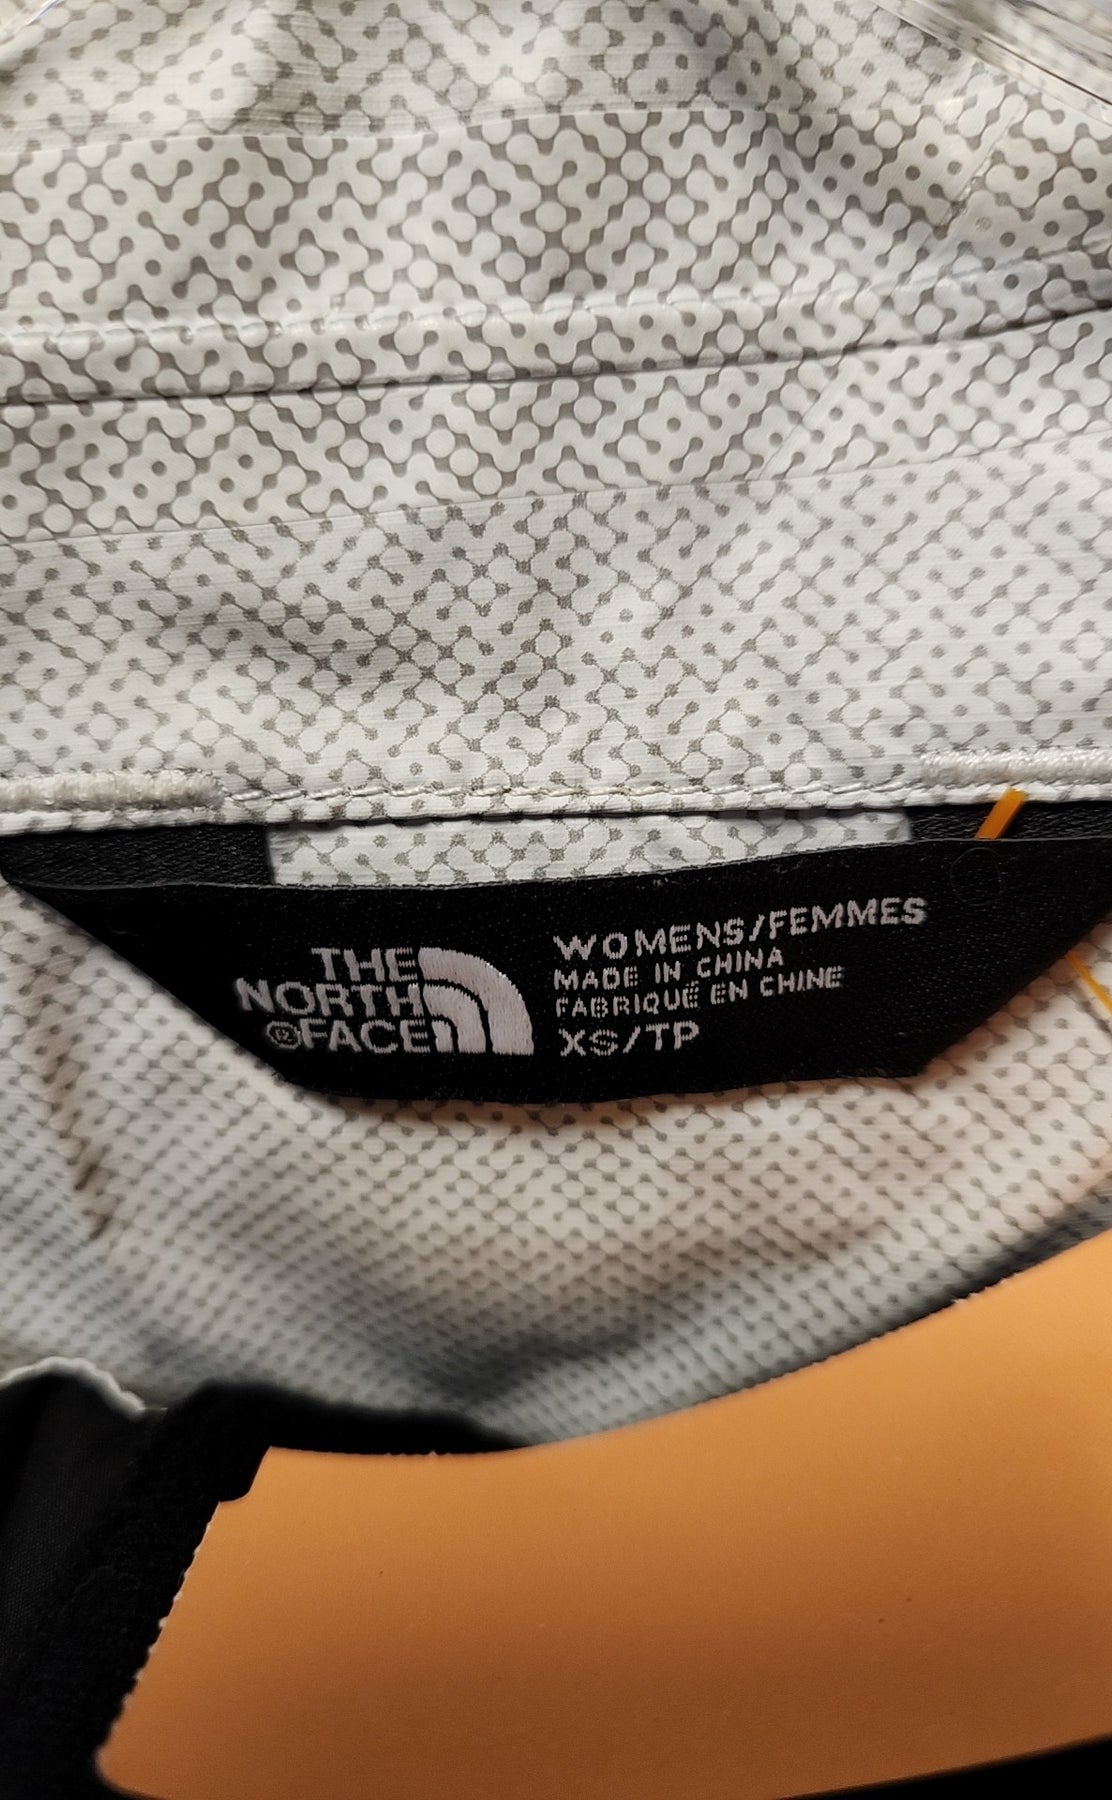 THE
NORTH
®FACE
WOMENS/FEMMES
MADE IN CHINA
FABRIQUÉ EN CHINE
XS/TP